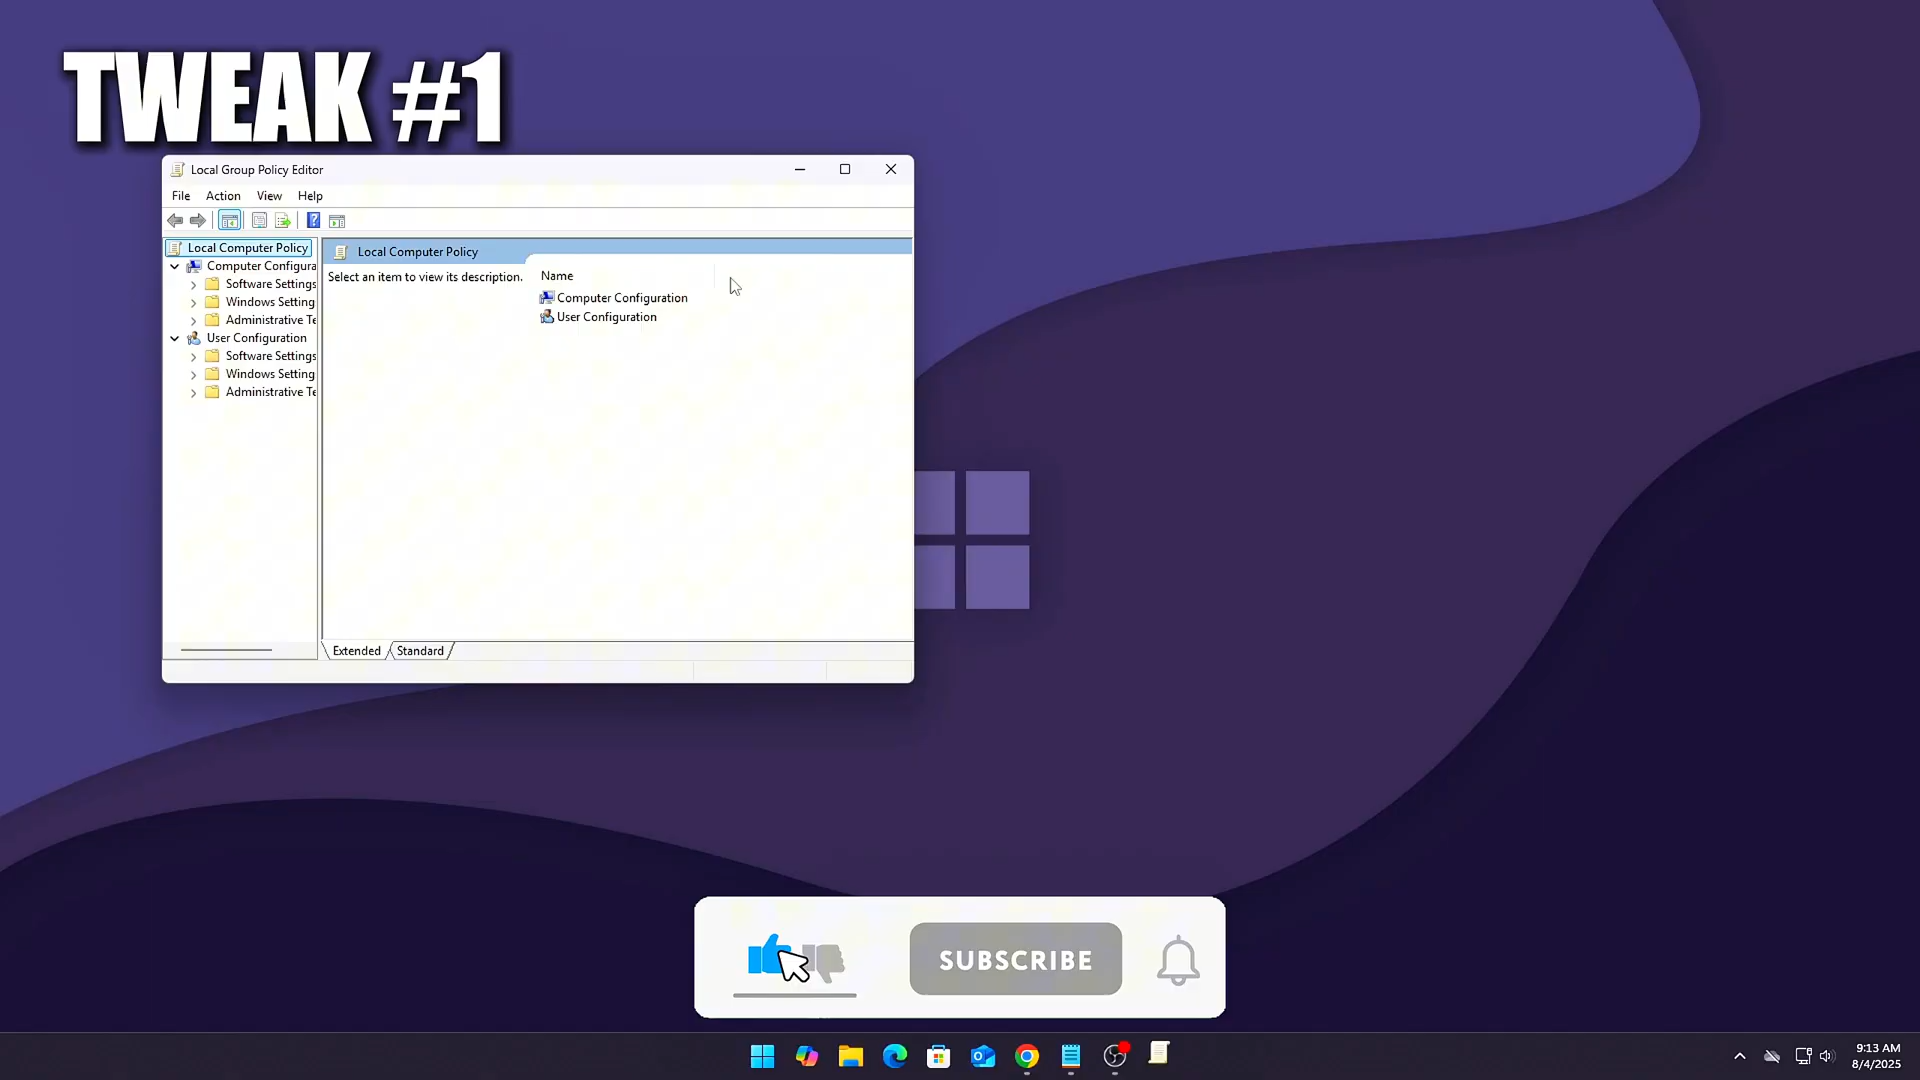 TWEAK #1
Local Group Policy Editor
File Action View Help
Local Computer Policy
Computer Configura
Software Settings
Windows Setting
Administrative Te
User Configuration
Software Settings
Windows Setting
Administrative Te
Local Computer Policy
Select an item to view its description.
Name
Computer Configuration
User Configuration
Extended Standard
SUBSCRIBE
9:13 AM
8/4/2025